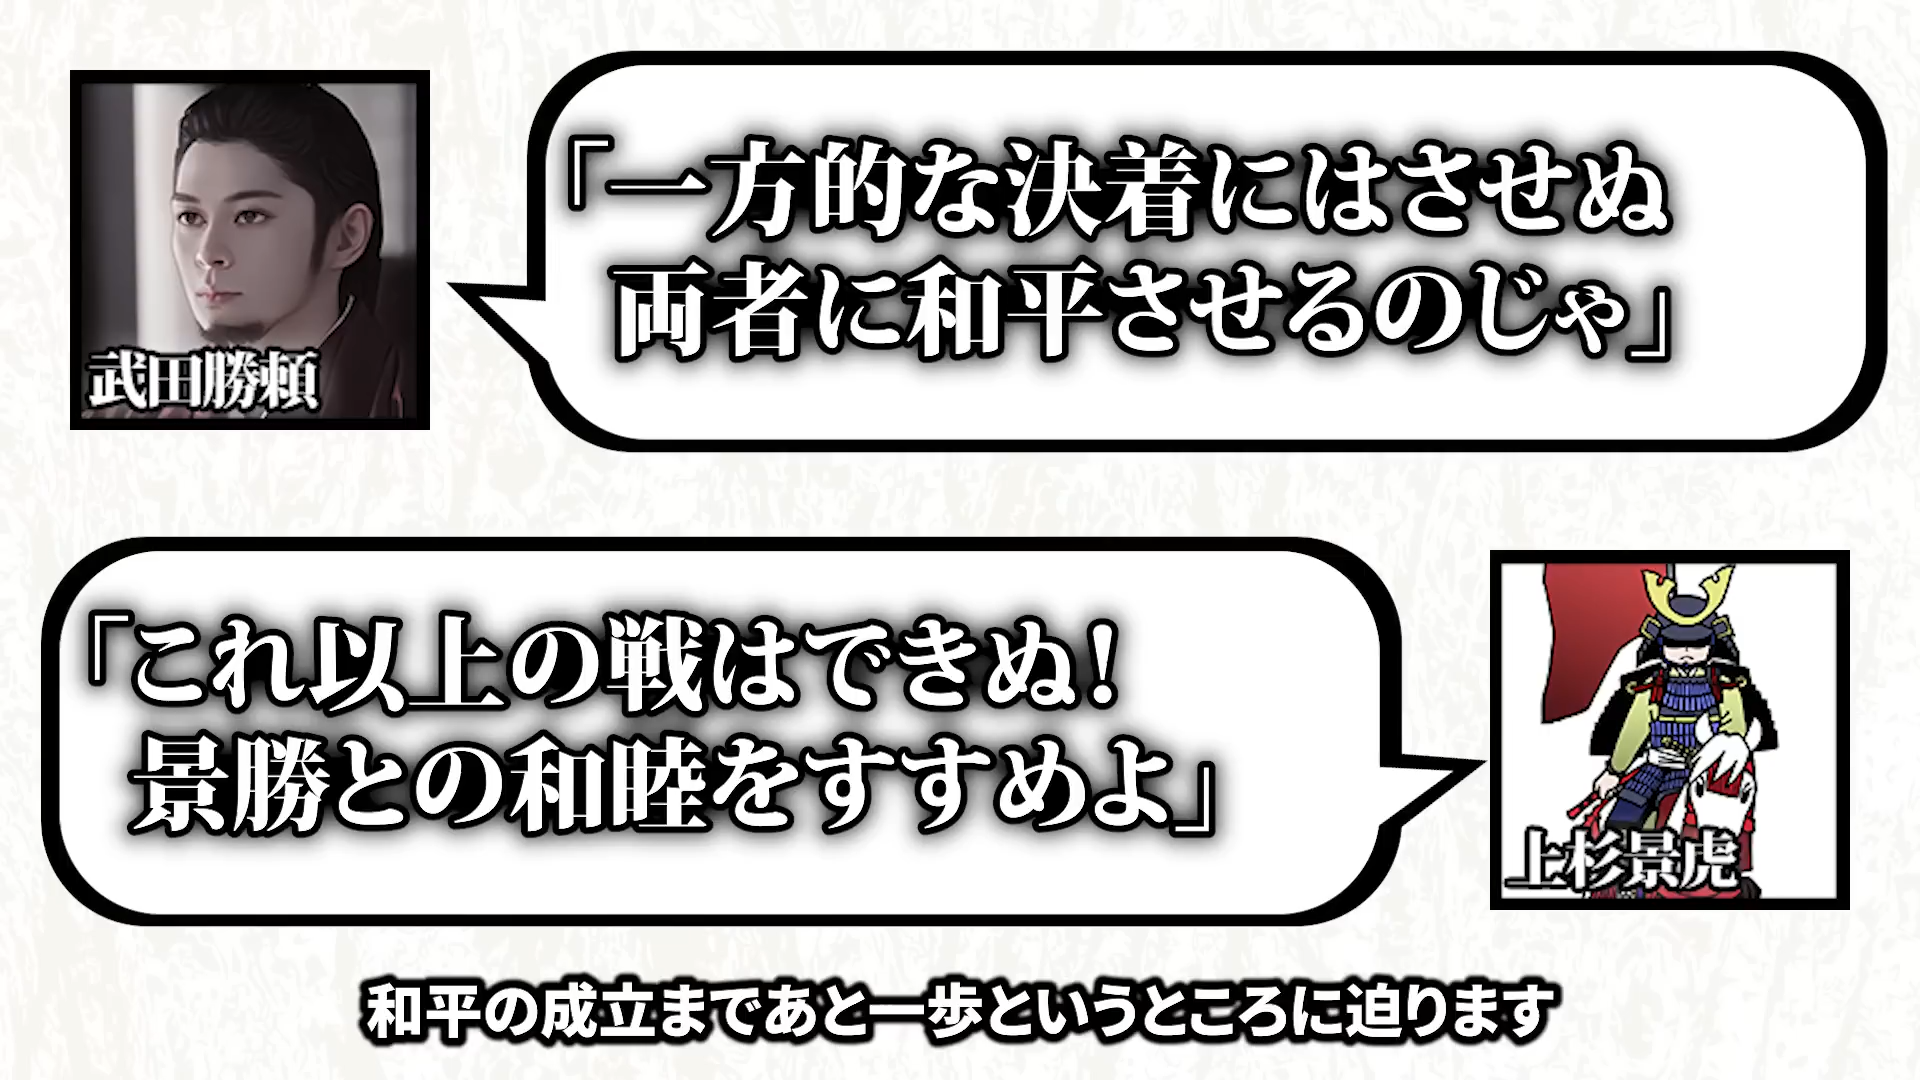 「一方的な決着にはさせぬ
両者に和平させるのじゃ」
武田勝頼
「これ以上の戦はできぬ！
景勝との和睦をすすめよ」
上杉景虎
和平の成立まであと一歩というところに迫ります